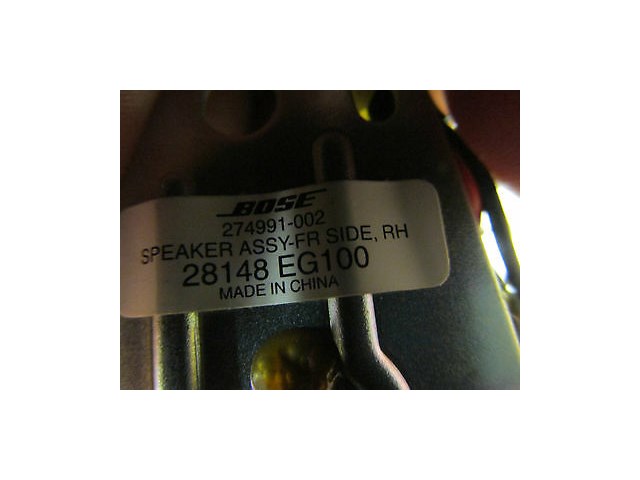 BOSE
274991-002
SPEAKER ASSY-FR SIDE, RH
28148 EG100
MADE IN CHINA